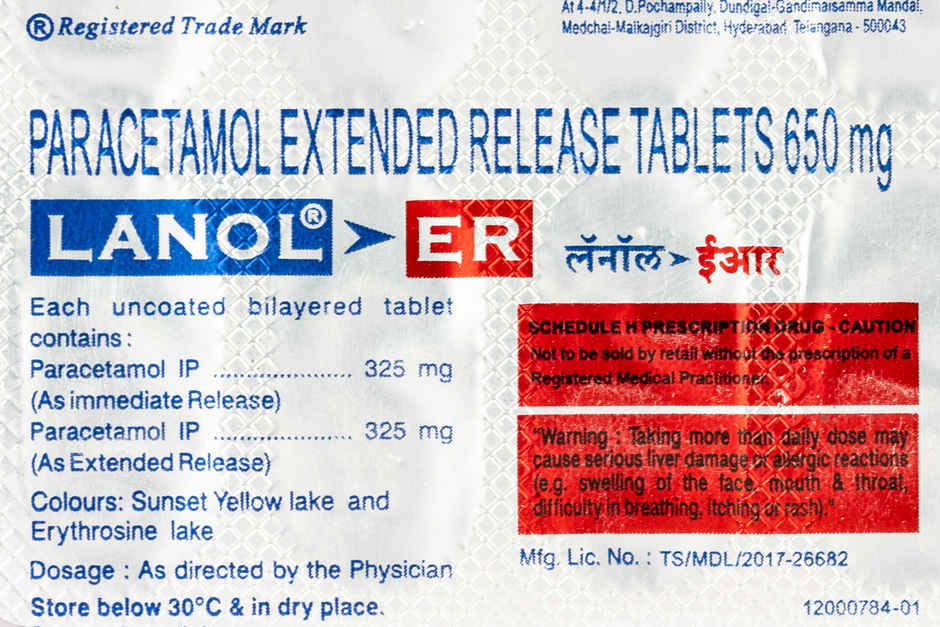 ® Registered Trade Mark
At 4-4/1/2, D.Pochampally, Dundigal-Gandimaisamma Mandal,
Medchal-Malkajgiri District, Hyderabad, Telangana - 500043
PARACETAMOL EXTENDED RELEASE TABLETS 650 mg
LANOL® ER
लॅनॉल ईआर
Each uncoated bilayered tablet
contains :
Paracetamol IP .................... 325 mg
(As immediate Release)
Paracetamol IP .................... 325 mg
(As Extended Release)
Colours: Sunset Yellow lake and
Erythrosine lake
Dosage : As directed by the Physician
Store below 30°C & in dry place.
SCHEDULE H PRESCRIPTION DRUG - CAUTION
Not to be sold by retail without the prescription of a
Registered Medical Practitioner.
"Warning : Taking more than daily dose may
cause serious liver damage or allergic reactions
(e.g. swelling of the face, mouth & throat,
difficulty in breathing, itching or rash)."
Mfg. Lic. No. : TS/MDL/2017-26682
12000784-01